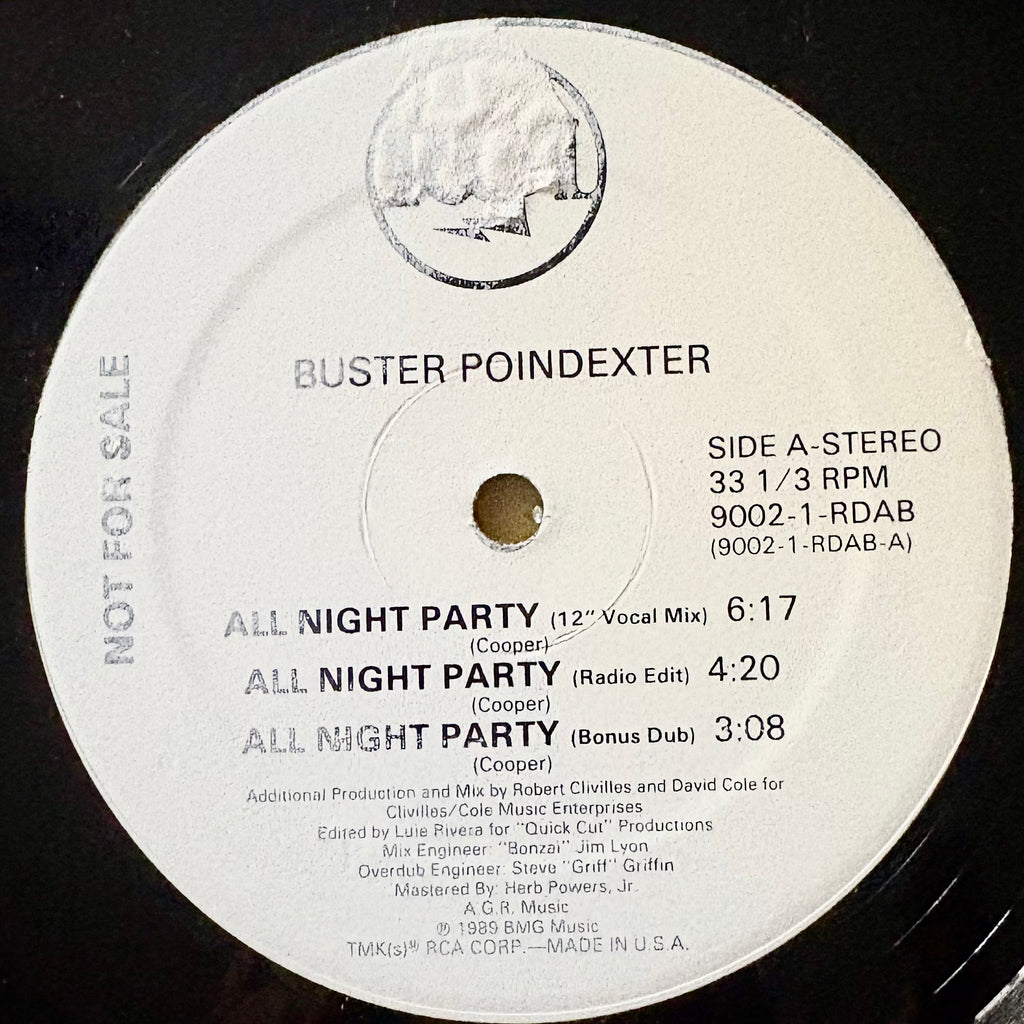 BUSTER POINDEXTER
NOT FOR SALE
SIDE A-STEREO
33 1/3 RPM
9002-1-RDAB
(9002-1-RDAB-A)
ALL NIGHT PARTY (12" Vocal Mix) 6:17
(Cooper)
ALL NIGHT PARTY (Radio Edit) 4:20
(Cooper)
ALL NIGHT PARTY (Bonus Dub) 3:08
(Cooper)
Additional Production and Mix by Robert Clivilles and David Cole for
Clivilles/Cole Music Enterprises
Edited by Luie Rivera for "Quick Cut" Productions
Mix Engineer: "Bonzai" Jim Lyon
Overdub Engineer: Steve "Griff" Griffin
Mastered By: Herb Powers, Jr.
A.G.R. Music
℗ 1989 BMG Music
TMK(s)® RCA CORP.—MADE IN U.S.A.